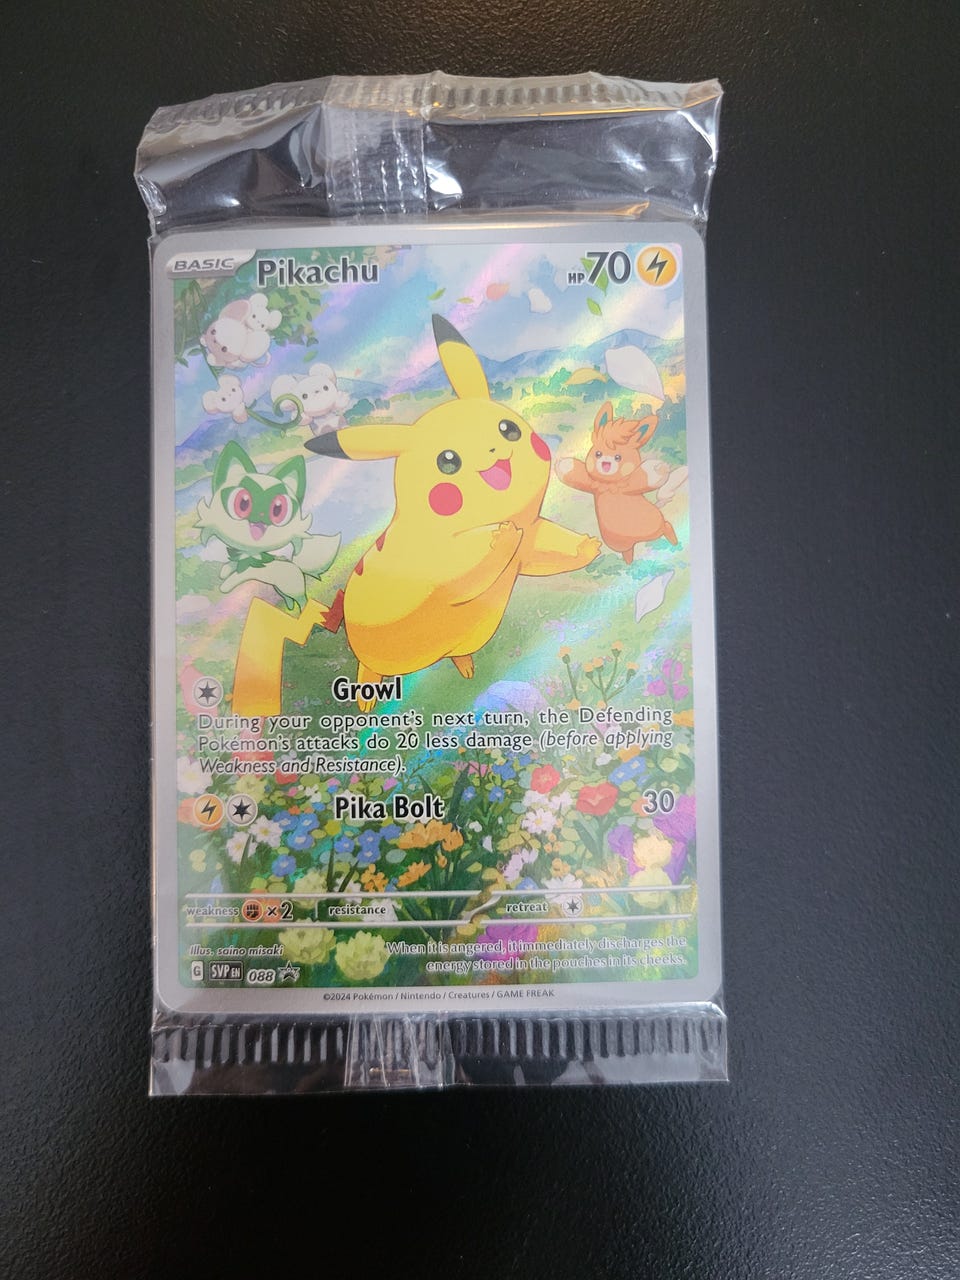 BASIC Pikachu HP 70
Growl
During your opponent's next turn, the Defending
Pokémon's attacks do 20 less damage (before applying
Weakness and Resistance).
Pika Bolt 30
weakness ×2 resistance retreat
Illus. saino misaki
When it is angered, it immediately discharges the
energy stored in the pouches in its cheeks.
G SVP EN 088
©2024 Pokémon / Nintendo / Creatures / GAME FREAK